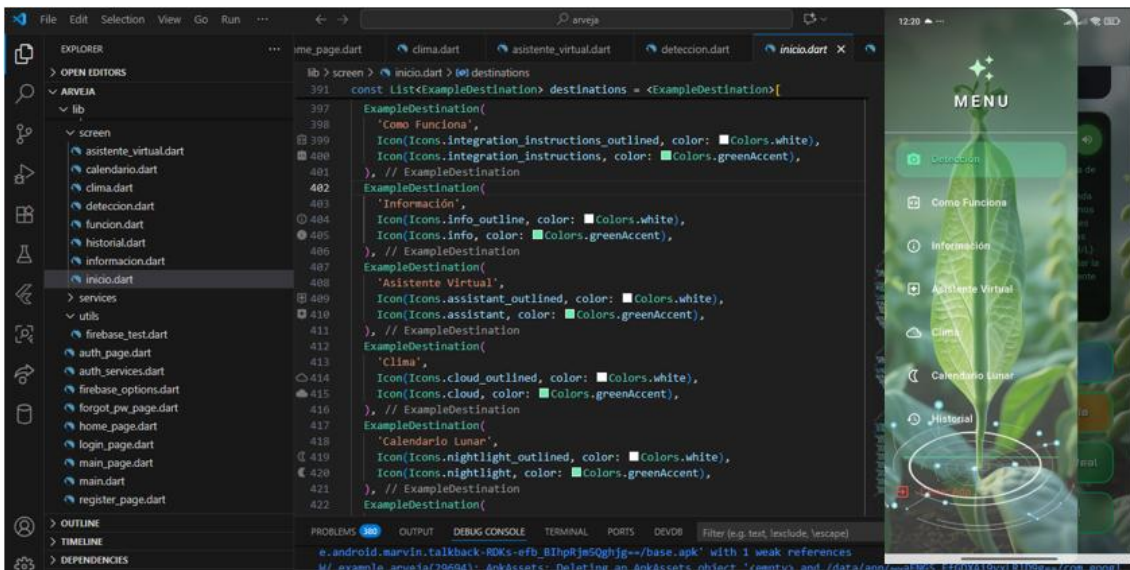 File Edit Selection View Go Run ...
arveja
EXPLORER
OPEN EDITORS
ARVEJA
lib
screen
asistente_virtual.dart
calendario.dart
clima.dart
deteccion.dart
funcion.dart
historial.dart
informacion.dart
inicio.dart
services
utils
firebase_test.dart
auth_page.dart
auth_services.dart
firebase_options.dart
forgot_pw_page.dart
home_page.dart
login_page.dart
main_page.dart
main.dart
register_page.dart
OUTLINE
TIMELINE
DEPENDENCIES
me_page.dart clima.dart asistente_virtual.dart deteccion.dart inicio.dart
lib > screen > inicio.dart > destinations
391 const List<ExampleDestination> destinations = <ExampleDestination>[
397 ExampleDestination(
398 'Como Funciona',
399 Icon(Icons.integration_instructions_outlined, color: Colors.white),
400 Icon(Icons.integration_instructions, color: Colors.greenAccent),
401 ), // ExampleDestination
402 ExampleDestination(
403 'Información',
404 Icon(Icons.info_outline, color: Colors.white),
405 Icon(Icons.info, color: Colors.greenAccent),
406 ), // ExampleDestination
407 ExampleDestination(
408 'Asistente Virtual',
409 Icon(Icons.assistant_outlined, color: Colors.white),
410 Icon(Icons.assistant, color: Colors.greenAccent),
411 ), // ExampleDestination
412 ExampleDestination(
413 'Clima',
414 Icon(Icons.cloud_outlined, color: Colors.white),
415 Icon(Icons.cloud, color: Colors.greenAccent),
416 ), // ExampleDestination
417 ExampleDestination(
418 'Calendario Lunar',
419 Icon(Icons.nightlight_outlined, color: Colors.white),
420 Icon(Icons.nightlight, color: Colors.greenAccent),
421 ), // ExampleDestination
422 ExampleDestination(
PROBLEMS 380 OUTPUT DEBUG CONSOLE TERMINAL PORTS DEVDB Filter (e.g. text, !exclude, \escape)
with 1 weak references
12:20
MENU
Detección
Como Funciona
Información
Asistente Virtual
Clima
Calendario Lunar
Historial